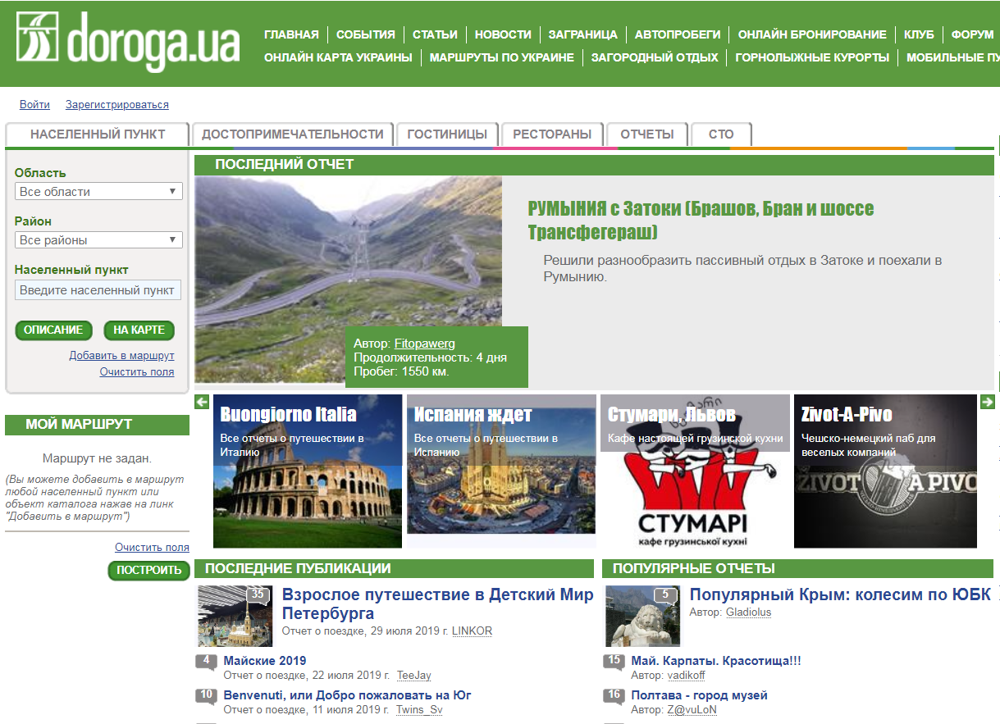 doroga.ua
ГЛАВНАЯ СОБЫТИЯ СТАТЬИ НОВОСТИ ЗАГРАНИЦА АВТОПРОБЕГИ ОНЛАЙН БРОНИРОВАНИЕ КЛУБ ФОРУМ
ОНЛАЙН КАРТА УКРАИНЫ МАРШРУТЫ ПО УКРАИНЕ ЗАГОРОДНЫЙ ОТДЫХ ГОРНОЛЫЖНЫЕ КУРОРТЫ МОБИЛЬНЫЕ ПУ
Войти Зарегистрироваться
НАСЕЛЕННЫЙ ПУНКТ ДОСТОПРИМЕЧАТЕЛЬНОСТИ ГОСТИНИЦЫ РЕСТОРАНЫ ОТЧЕТЫ СТО
Область
Все области
Район
Все районы
Населенный пункт
Введите населенный пункт
ОПИСАНИЕ НА КАРТЕ
Добавить в маршрут
Очистить поля
МОЙ МАРШРУТ
Маршрут не задан.
(Вы можете добавить в маршрут
любой населенный пункт или
объект каталога нажав на линк
"Добавить в маршрут")
Очистить поля
ПОСТРОИТЬ
ПОСЛЕДНИЙ ОТЧЕТ
РУМЫНИЯ с Затоки (Брашов, Бран и шоссе
Трансфегераш)
Решили разнообразить пассивный отдых в Затоке и поехали в
Румынию.
Автор: Fitopawerg
Продолжительность: 4 дня
Пробег: 1550 км.
Buongiorno Italia
Все отчеты о путешествии в
Италию
Испания ждет
Все отчеты о путешествии в
Испанию
Стумари, Львов
Кафе настоящей грузинской кухни
СТУМАРІ
кафе грузинської кухні
Zivot-A-Pivo
Чешско-немецкий паб для
веселых компаний
ŽIVOT A PIVO
ПОСЛЕДНИЕ ПУБЛИКАЦИИ
35
Взрослое путешествие в Детский Мир
Петербурга
Отчет о поездке, 29 июля 2019 г. LINKOR
4 Майские 2019
Отчет о поездке, 22 июля 2019 г. TeeJay
10 Benvenuti, или Добро пожаловать на Юг
Отчет о поездке, 11 июля 2019 г. Twins_Sv
ПОПУЛЯРНЫЕ ОТЧЕТЫ
5
Популярный Крым: колесим по ЮБК
Автор: Gladiolus
15 Май. Карпаты. Красотища!!!
Автор: vadikoff
16 Полтава - город музей
Автор: Z@vuLoN